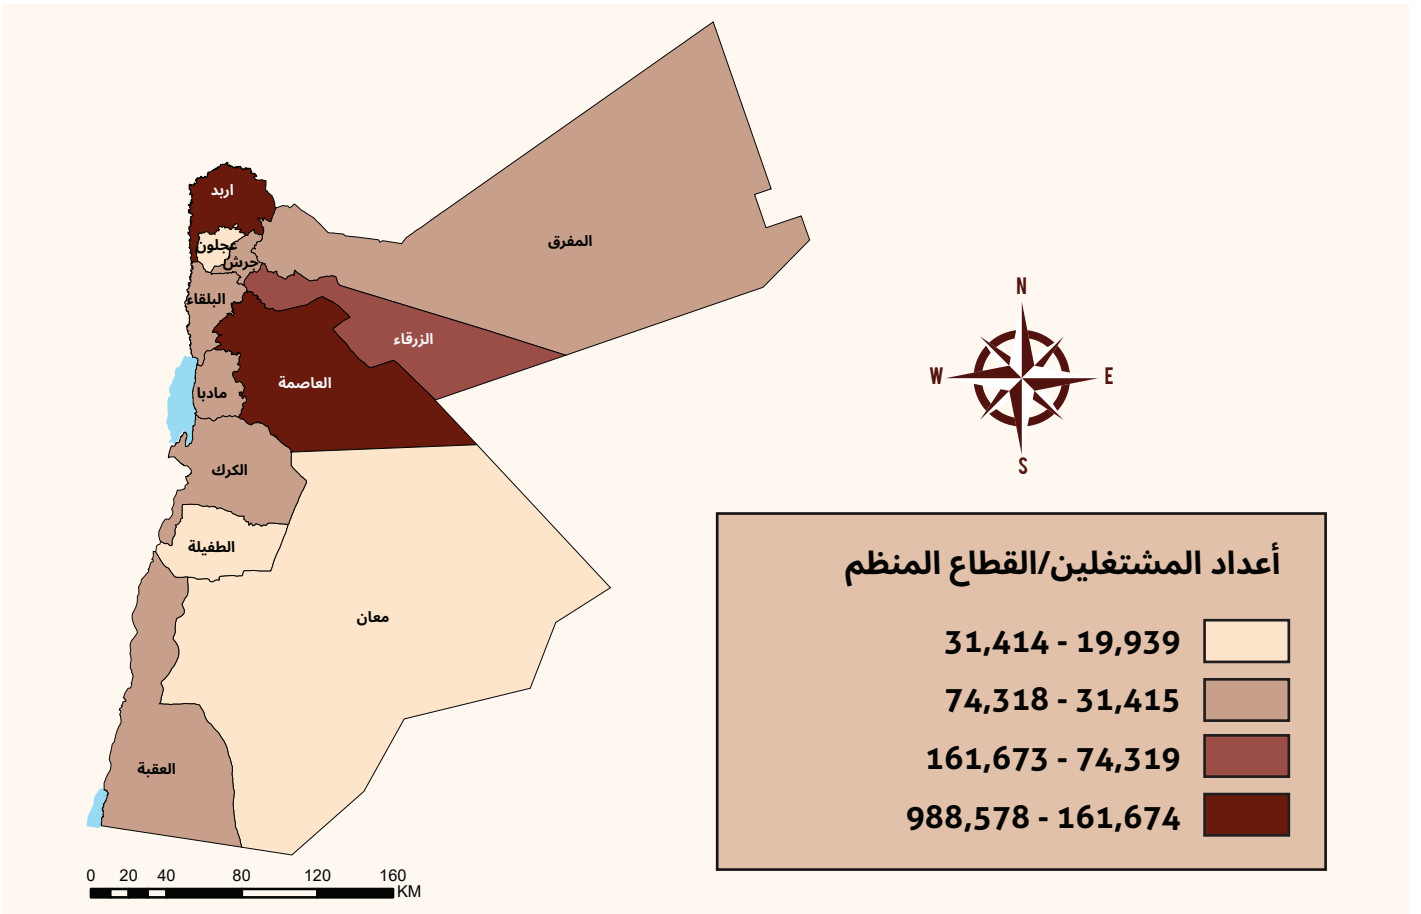 اربد
عجلون
جرش
المفرق
البلقاء
الزرقاء
العاصمة
مادبا
الكرك
الطفيلة
معان
العقبة
N
W
E
S
أعداد المشتغلين/القطاع المنظم
31,414 - 19,939
74,318 - 31,415
161,673 - 74,319
988,578 - 161,674
0 20 40 80 120 160
KM